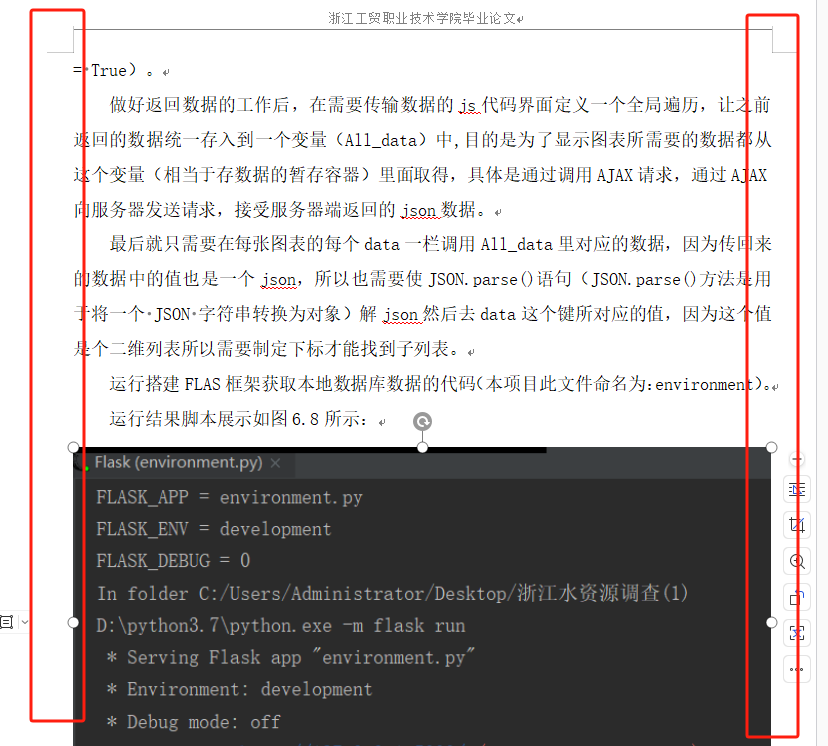 浙江工贸职业技术学院毕业论文
= True）。
做好返回数据的工作后，在需要传输数据的 js 代码界面定义一个全局遍历，让之前
返回的数据统一存入到一个变量（All_data）中,目的是为了显示图表所需要的数据都从
这个变量（相当于存数据的暂存容器）里面取得，具体是通过调用 AJAX 请求，通过 AJAX
向服务器发送请求，接受服务器端返回的 json 数据。
最后就只需要在每张图表的每个 data 一栏调用 All_data 里对应的数据，因为传回来
的数据中的值也是一个 json，所以也需要使 JSON.parse()语句（JSON.parse()方法是用
于将一个 JSON 字符串转换为对象）解 json 然后去 data 这个键所对应的值，因为这个值
是个二维列表所以需要制定下标才能找到子列表。
运行搭建 FLAS 框架获取本地数据库数据的代码（本项目此文件命名为：environment）。
运行结果脚本展示如图 6.8 所示：
Flask (environment.py) ×
FLASK_APP = environment.py
FLASK_ENV = development
FLASK_DEBUG = 0
In folder C:/Users/Administrator/Desktop/浙江水资源调查(1)
D:\python3.7\python.exe -m flask run
* Serving Flask app "environment.py"
* Environment: development
* Debug mode: off